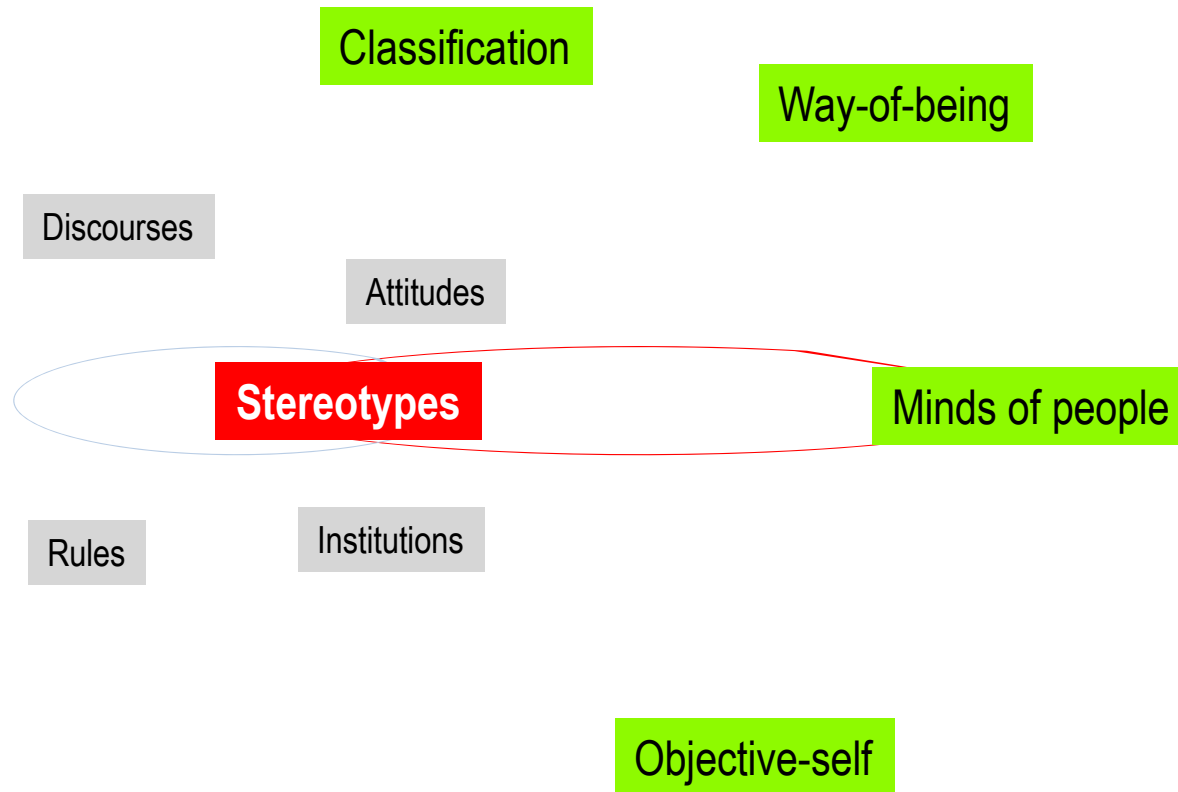 Classification
Way-of-being
Discourses
Attitudes
Stereotypes
Minds of people
Rules
Institutions
Objective-self